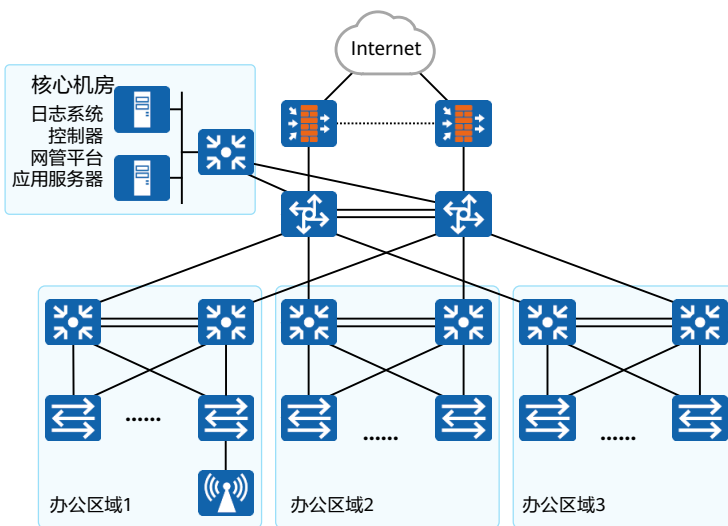 Internet
核心机房
日志系统
控制器
网管平台
应用服务器
......
......
......
办公区域1
办公区域2
办公区域3